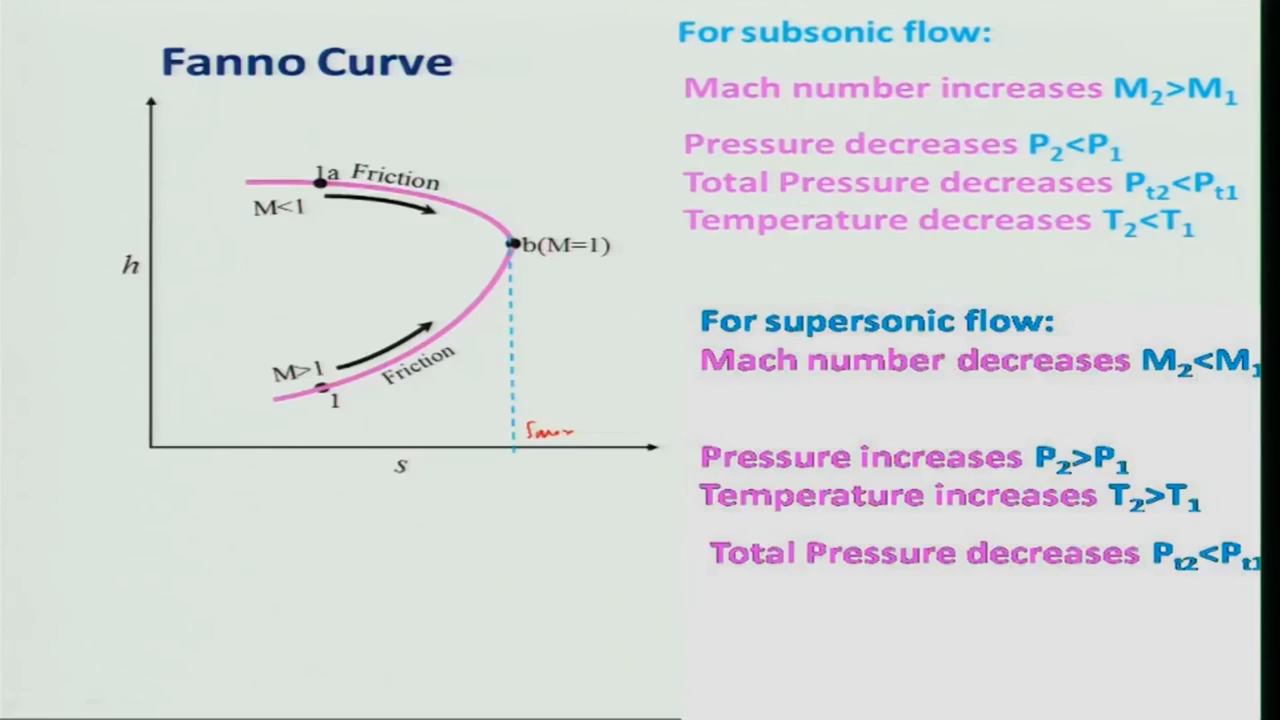 Fanno Curve
1a Friction
M<1
b(M=1)
h
M>1
Friction
1
Smax
s
For subsonic flow:
Mach number increases M₂>M₁
Pressure decreases P₂<P₁
Total Pressure decreases Pt₂<Pt₁
Temperature decreases T₂<T₁
For supersonic flow:
Mach number decreases M₂<M₁
Pressure increases P₂>P₁
Temperature increases T₂>T₁
Total Pressure decreases Pt₂<Pt₁